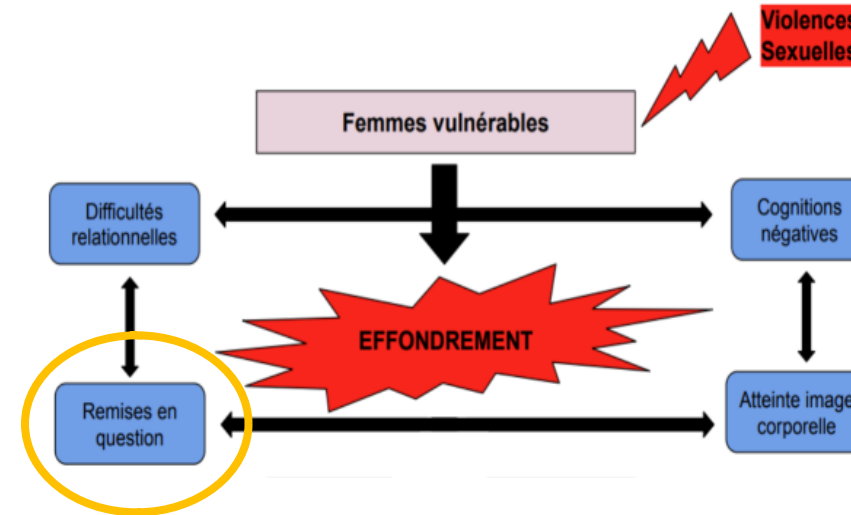 Violences
Sexuelles
Femmes vulnérables
Difficultés
relationnelles
Cognitions
négatives
EFFONDREMENT
Remises en
question
Atteinte image
corporelle